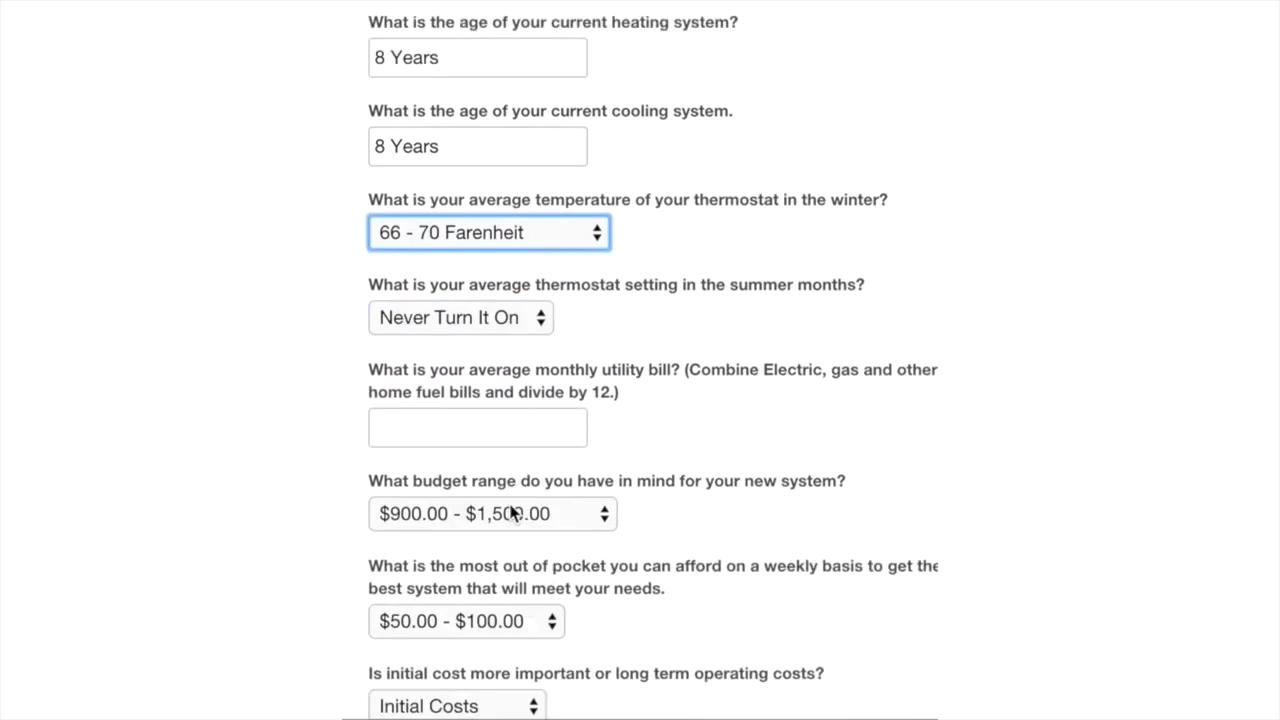 What is the age of your current heating system?
8 Years
What is the age of your current cooling system.
8 Years
What is your average temperature of your thermostat in the winter?
66 - 70 Farenheit
What is your average thermostat setting in the summer months?
Never Turn It On
What is your average monthly utility bill? (Combine Electric, gas and other
home fuel bills and divide by 12.)
What budget range do you have in mind for your new system?
$900.00 - $1,500.00
What is the most out of pocket you can afford on a weekly basis to get the
best system that will meet your needs.
$50.00 - $100.00
Is initial cost more important or long term operating costs?
Initial Costs